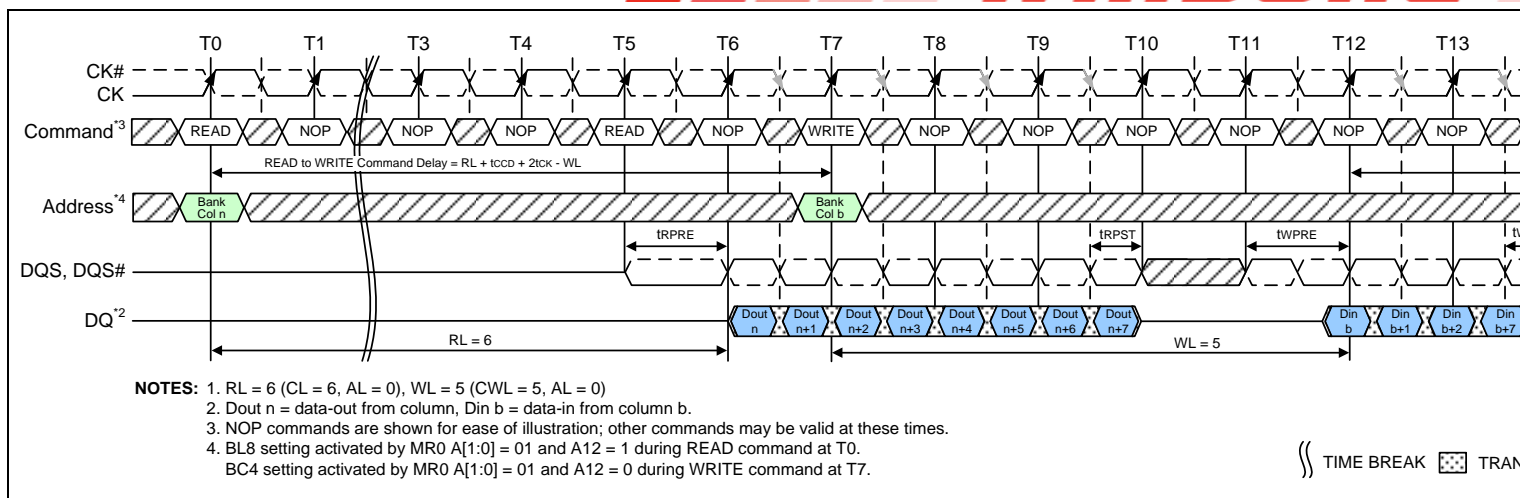 T0 T1 T3 T4 T5 T6 T7 T8 T9 T10 T11 T12 T13
CK#
CK
Command*3 READ NOP NOP NOP READ NOP WRITE NOP NOP NOP NOP NOP NOP
READ to WRITE Command Delay = RL + tCCD + 2tCK - WL
Address*4 Bank Col n Bank Col b
tRPRE tRPST tWPRE
DQS, DQS#
DQ*2 Dout n Dout n+1 Dout n+2 Dout n+3 Dout n+4 Dout n+5 Dout n+6 Dout n+7 Din b Din b+1 Din b+2 Din b+7
RL = 6 WL = 5
NOTES: 1. RL = 6 (CL = 6, AL = 0), WL = 5 (CWL = 5, AL = 0)
2. Dout n = data-out from column, Din b = data-in from column b.
3. NOP commands are shown for ease of illustration; other commands may be valid at these times.
4. BL8 setting activated by MR0 A[1:0] = 01 and A12 = 1 during READ command at T0.
BC4 setting activated by MR0 A[1:0] = 01 and A12 = 0 during WRITE command at T7.
TIME BREAK TRAN